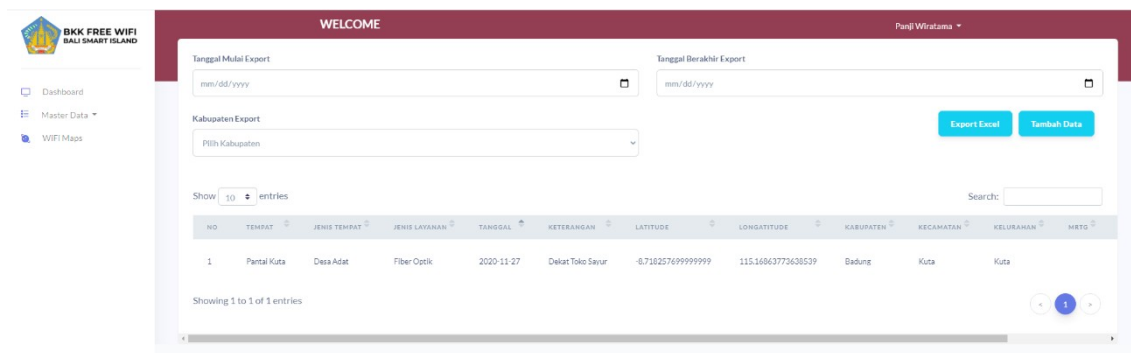 BKK FREE WIFI
BALI SMART ISLAND
WELCOME
Panji Wiratama
Dashboard
Master Data
WIFI Maps
Tanggal Mulai Export
Tanggal Berakhir Export
mm/dd/yyyy
mm/dd/yyyy
Kabupaten Export
Pilih Kabupaten
Export Excel
Tambah Data
Show 10 entries
Search:
NO TEMPAT JENIS TEMPAT JENIS LAYANAN TANGGAL KETERANGAN LATITUDE LONGATITUDE KABUPATEN KECAMATAN KELURAHAN MRTG
1 Pantai Kuta Desa Adat Fiber Optik 2020-11-27 Dekat Toko Sayur -8.718257699999999 115.16863773638539 Badung Kuta Kuta
Showing 1 to 1 of 1 entries
< 1 >